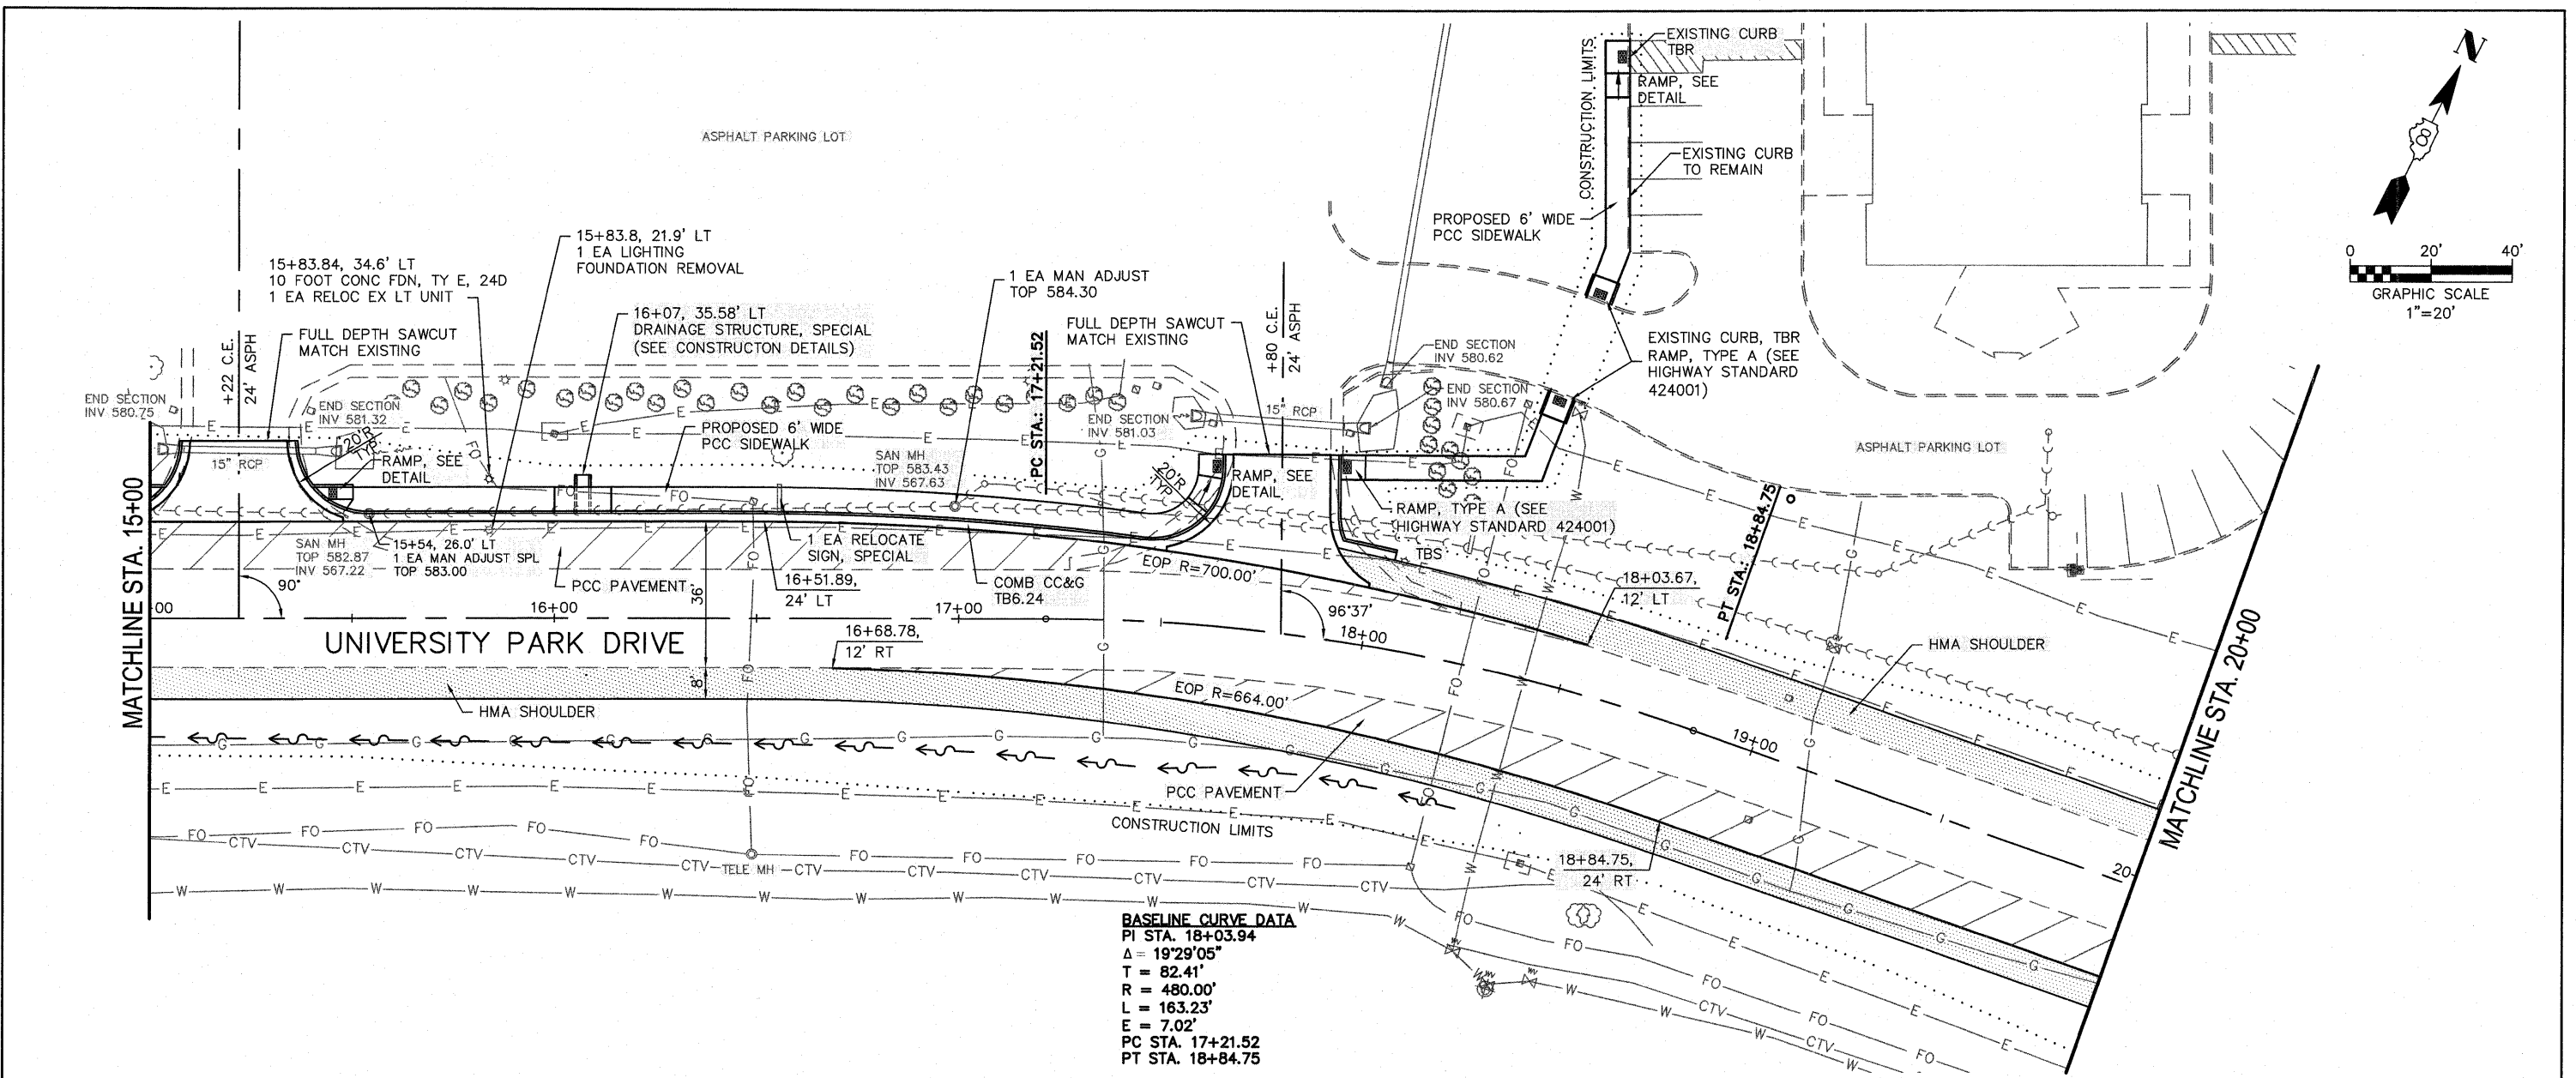 EXISTING CURB
TBR
RAMP, SEE
DETAIL
CONSTRUCTION LIMITS
EXISTING CURB
TO REMAIN
PROPOSED 6' WIDE
PCC SIDEWALK
N
0 20' 40'
GRAPHIC SCALE
1"=20'
ASPHALT PARKING LOT
15+83.84, 34.6' LT
10 FOOT CONC FDN, TY E, 24D
1 EA RELOC EX LT UNIT
15+83.8, 21.9' LT
1 EA LIGHTING
FOUNDATION REMOVAL
16+07, 35.58' LT
DRAINAGE STRUCTURE, SPECIAL
(SEE CONSTRUCTON DETAILS)
1 EA MAN ADJUST
TOP 584.30
FULL DEPTH SAWCUT
MATCH EXISTING
+22 C.E.
24' ASPH
FULL DEPTH SAWCUT
MATCH EXISTING
PC STA.: 17+21.52
+80 C.E.
24' ASPH
END SECTION
INV 580.62
END SECTION
INV 580.67
EXISTING CURB, TBR
RAMP, TYPE A (SEE
HIGHWAY STANDARD
424001)
END SECTION
INV 580.75
END SECTION
INV 581.32
20'R
TYP
15" RCP
RAMP, SEE
DETAIL
PROPOSED 6' WIDE
PCC SIDEWALK
END SECTION
INV 581.03
15" RCP
SAN MH
TOP 583.43
INV 567.63
20'R
TYP
RAMP, SEE
DETAIL
RAMP, TYPE A (SEE
HIGHWAY STANDARD 424001)
TBS
ASPHALT PARKING LOT
PT STA.: 18+84.75
MATCHLINE STA. 15+00
SAN MH
TOP 582.87
INV 567.22
15+54, 26.0' LT
1 EA MAN ADJUST SPL
TOP 583.00
1 EA RELOCATE
SIGN, SPECIAL
EOP R=700.00'
90°
PCC PAVEMENT
36'
16+51.89,
24' LT
COMB CC&G
TB6.24
96°37'
18+03.67,
12' LT
00
16+00
17+00
18+00
19+00
20
UNIVERSITY PARK DRIVE
16+68.78,
12' RT
HMA SHOULDER
MATCHLINE STA. 20+00
8'
HMA SHOULDER
EOP R=664.00'
PCC PAVEMENT
CONSTRUCTION LIMITS
TELE MH
18+84.75,
24' RT
BASELINE CURVE DATA
PI STA. 18+03.94
Δ = 19°29'05"
T = 82.41'
R = 480.00'
L = 163.23'
E = 7.02'
PC STA. 17+21.52
PT STA. 18+84.75